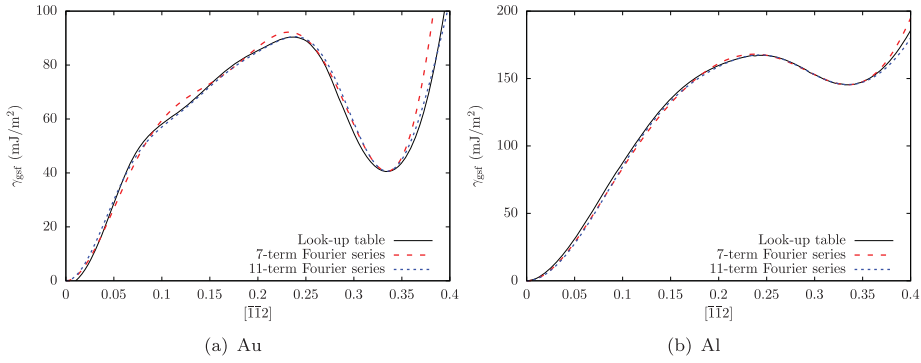 100
80
60
40
20
0
γgsf (mJ/m²)
0 0.05 0.1 0.15 0.2 0.25 0.3 0.35 0.4
[1̅1̅2]
Look-up table
7-term Fourier series
11-term Fourier series
(a) Au
200
150
100
50
0
γgsf (mJ/m²)
0 0.05 0.1 0.15 0.2 0.25 0.3 0.35 0.4
[1̅1̅2]
Look-up table
7-term Fourier series
11-term Fourier series
(b) Al